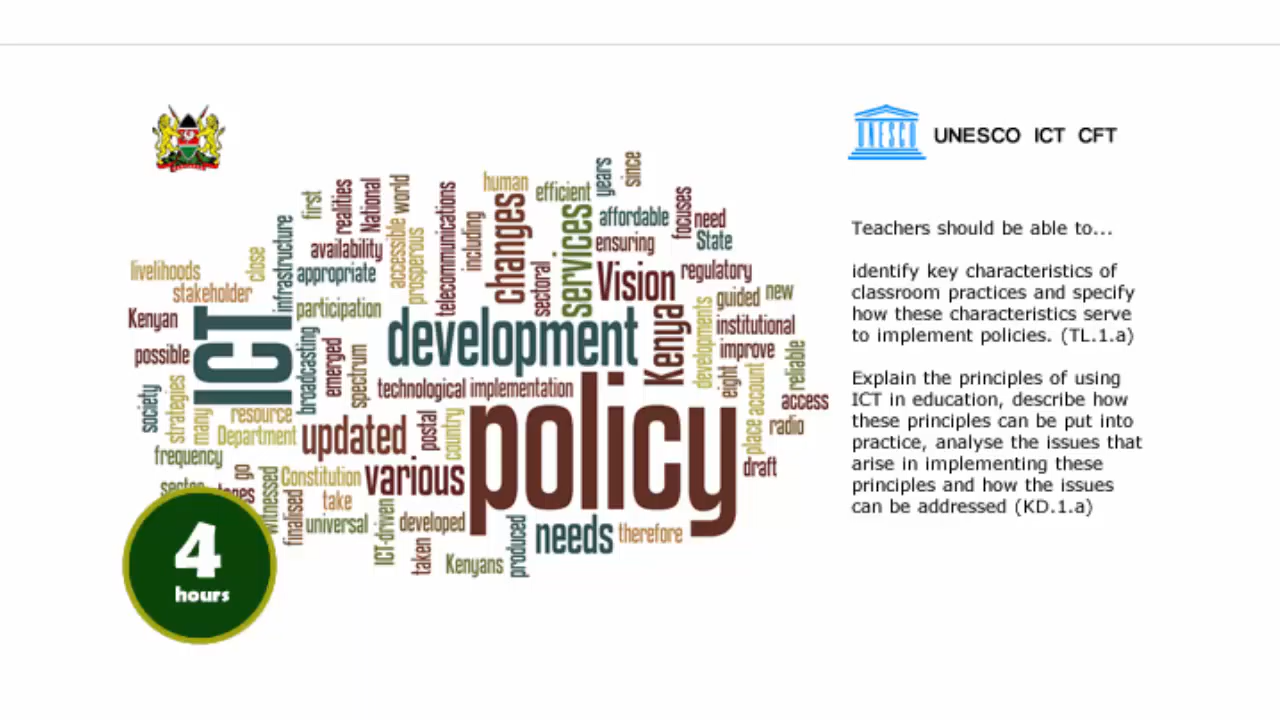 UNESCO
UNESCO ICT CFT
Teachers should be able to...
identify key characteristics of
classroom practices and specify
how these characteristics serve
to implement policies. (TL.1.a)
Explain the principles of using
ICT in education, describe how
these principles can be put into
practice, analyse the issues that
arise in implementing these
principles and how the issues
can be addressed (KD.1.a)
livelihoods
stakeholder
close
infrastructure
first
realities
National
world
availability
appropriate
accessible
prosperous
participation
telecommunications
including
human
changes
efficient
sectoral
services
years
since
affordable
ensuring
focuses
need
State
Vision
regulatory
Kenyan
possible
ICT
broadcasting
emerged
spectrum
development
Kenya
developments
guided
new
institutional
improve
eight
reliable
society
strategies
many
resource
Department
updated
technological
implementation
postal
country
policy
place
account
access
radio
draft
frequency
go
witnessed
Constitution
various
take
finalised
universal
ICT-driven
developed
taken
Kenyans
produced
needs
therefore
4
hours